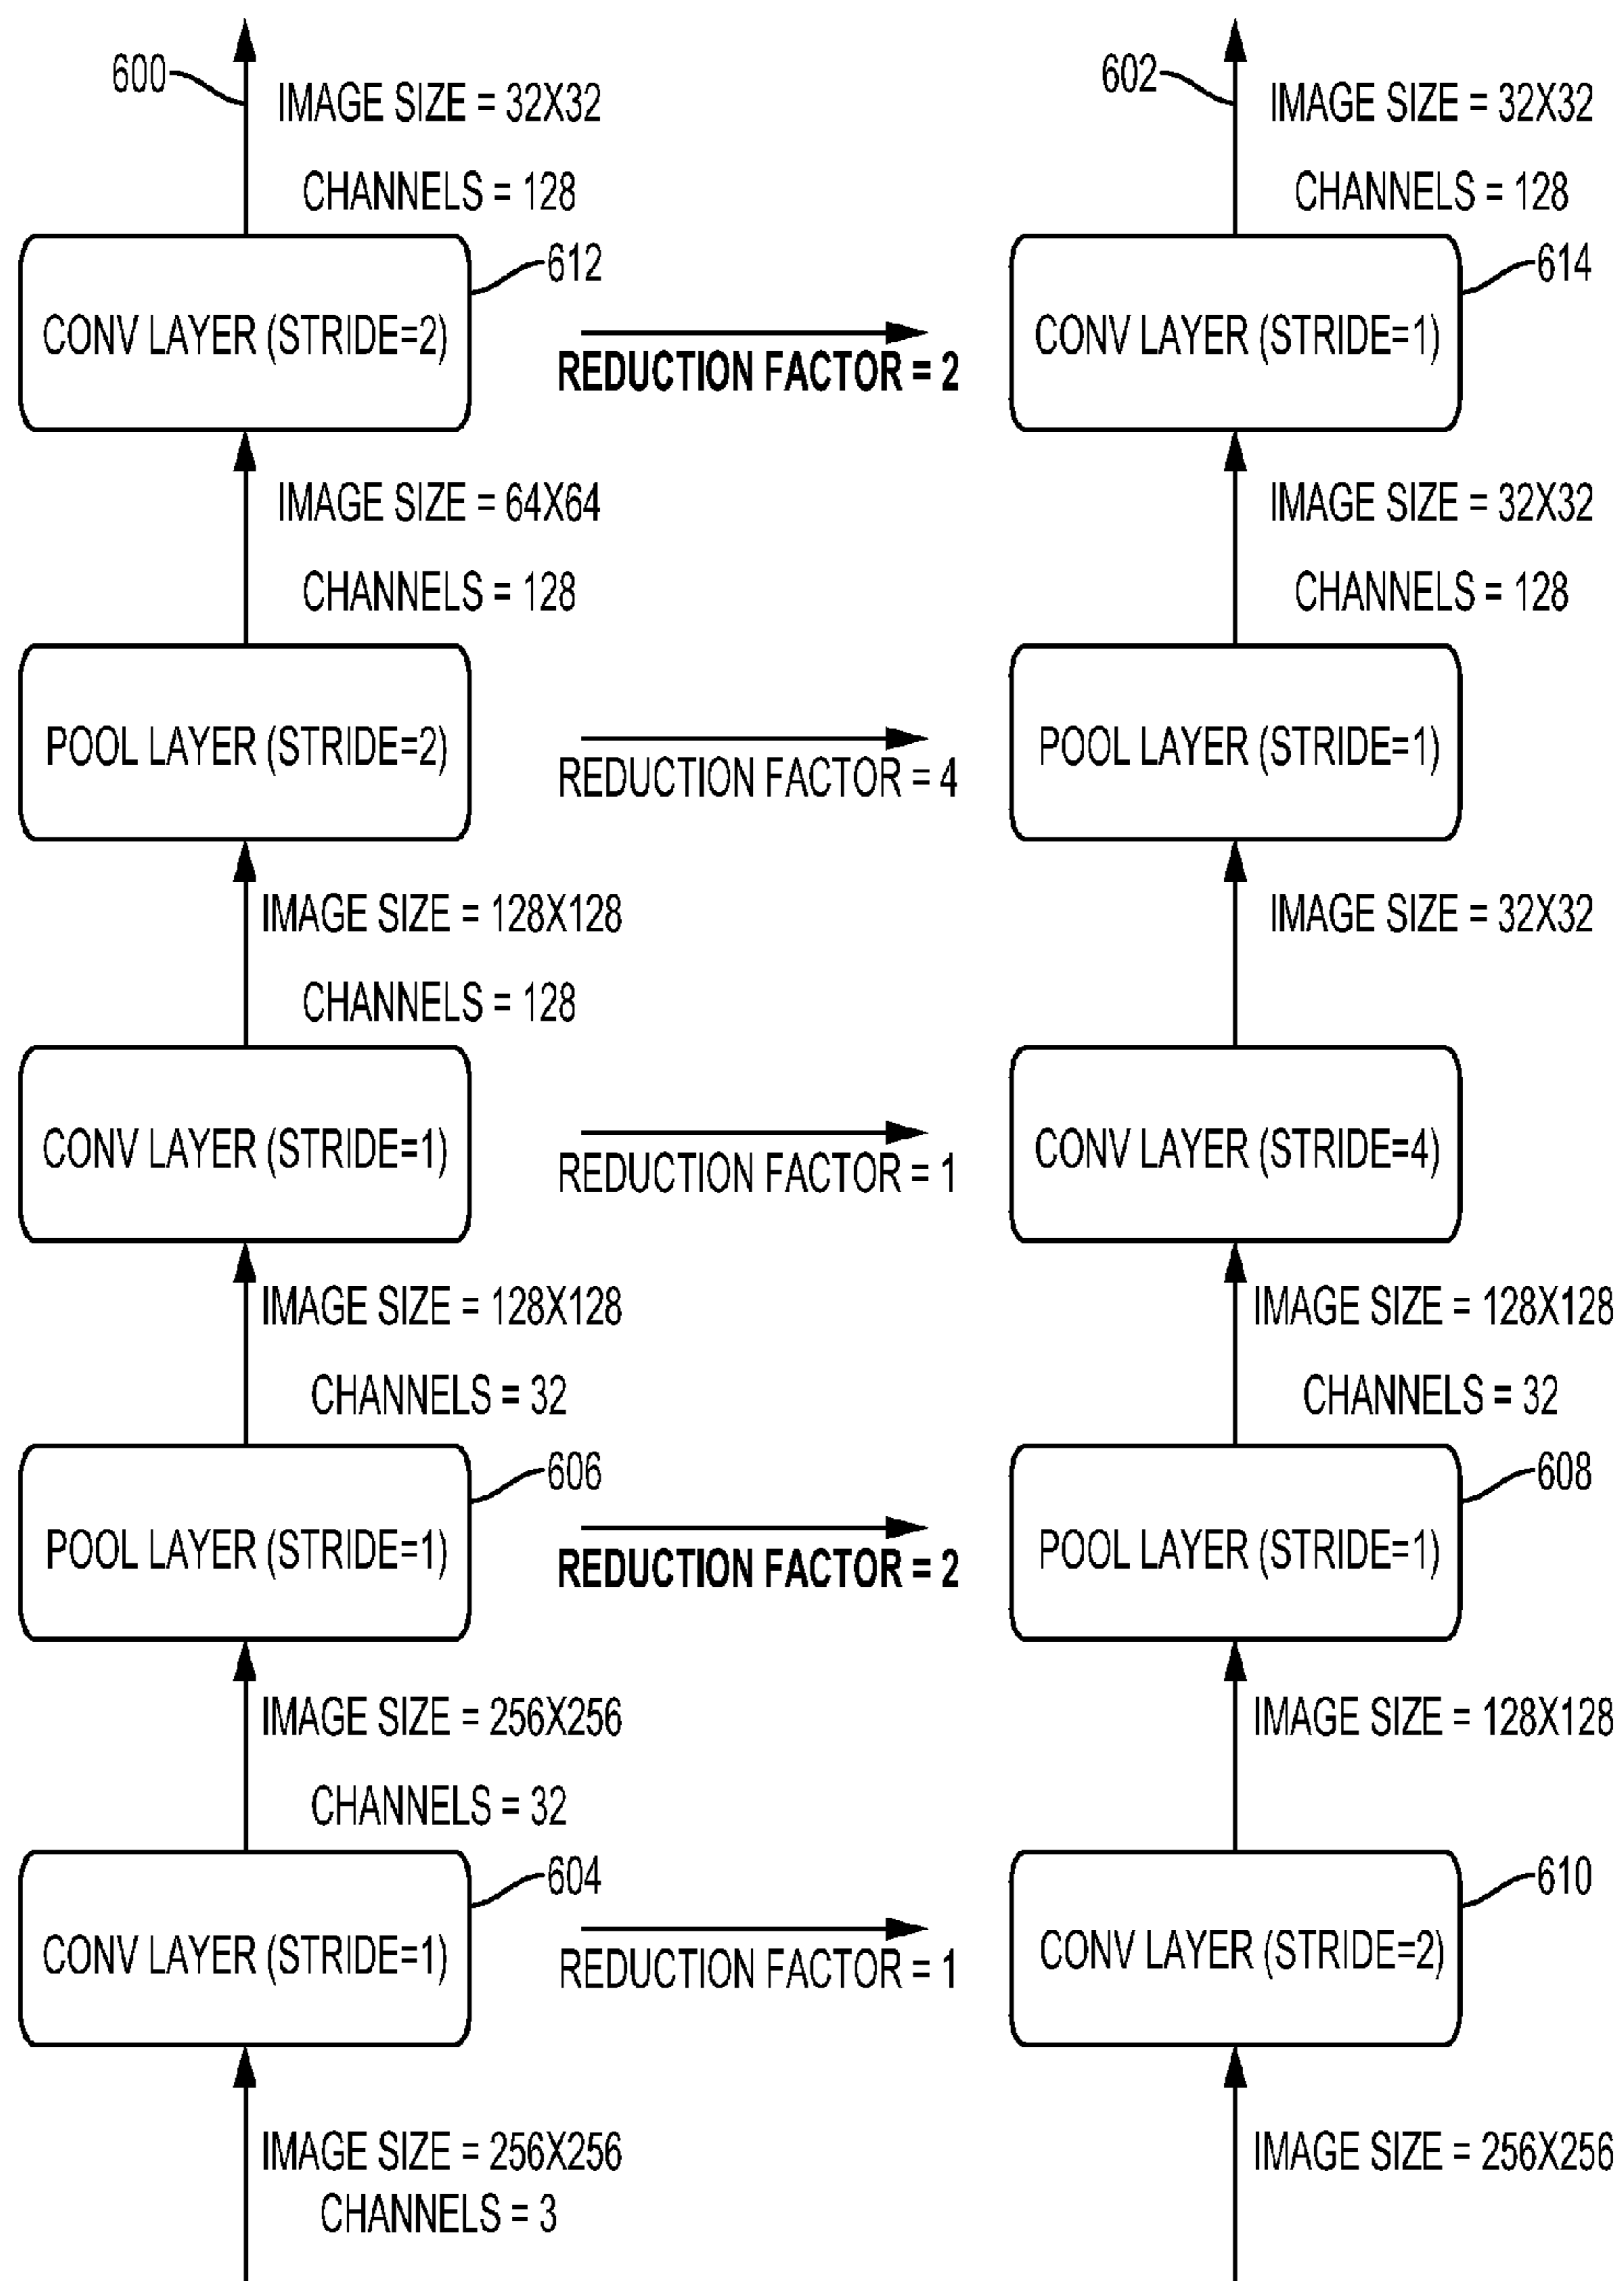 600
IMAGE SIZE = 32X32
CHANNELS = 128
602
IMAGE SIZE = 32X32
CHANNELS = 128
612
CONV LAYER (STRIDE=2)
REDUCTION FACTOR = 2
614
CONV LAYER (STRIDE=1)
IMAGE SIZE = 64X64
CHANNELS = 128
IMAGE SIZE = 32X32
CHANNELS = 128
POOL LAYER (STRIDE=2)
REDUCTION FACTOR = 4
POOL LAYER (STRIDE=1)
IMAGE SIZE = 128X128
CHANNELS = 128
IMAGE SIZE = 32X32
CONV LAYER (STRIDE=1)
REDUCTION FACTOR = 1
CONV LAYER (STRIDE=4)
IMAGE SIZE = 128X128
CHANNELS = 32
IMAGE SIZE = 128X128
CHANNELS = 32
606
POOL LAYER (STRIDE=1)
REDUCTION FACTOR = 2
608
POOL LAYER (STRIDE=1)
IMAGE SIZE = 256X256
CHANNELS = 32
IMAGE SIZE = 128X128
604
CONV LAYER (STRIDE=1)
REDUCTION FACTOR = 1
610
CONV LAYER (STRIDE=2)
IMAGE SIZE = 256X256
CHANNELS = 3
IMAGE SIZE = 256X256